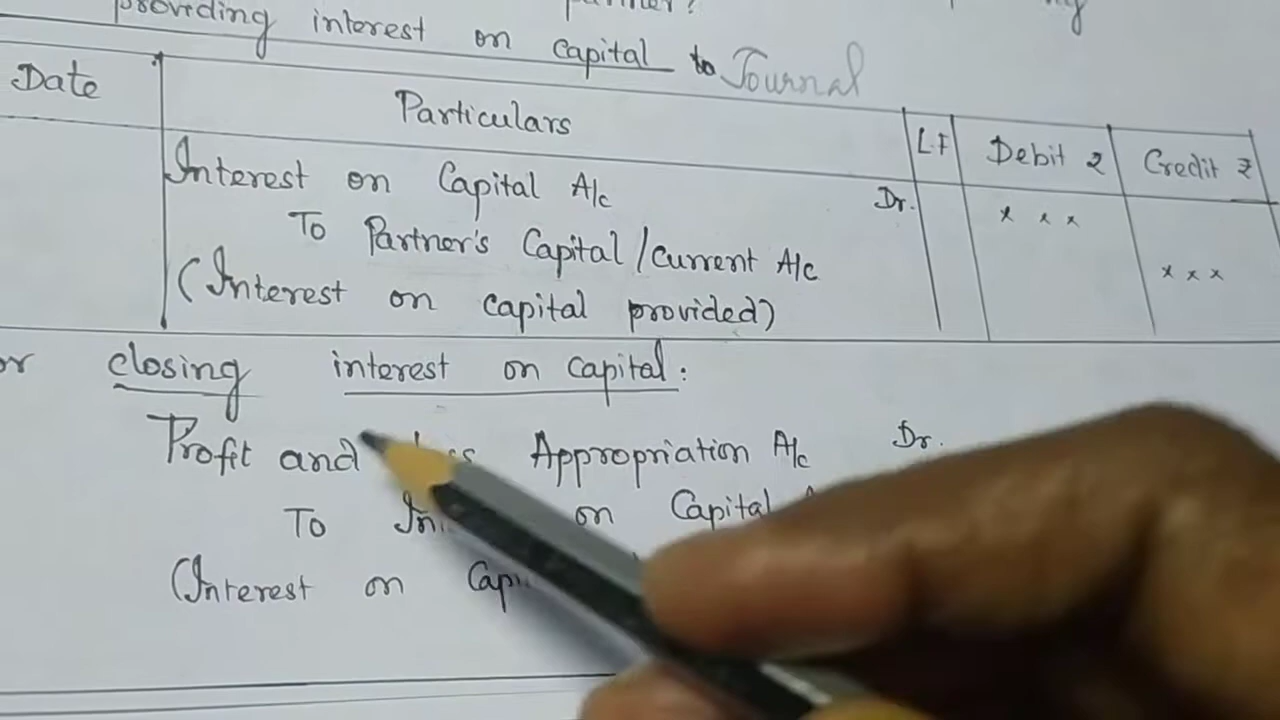 providing interest on capital to Journal
Date Particulars L.F Debit ₹ Credit ₹
Interest on Capital A/c Dr. x x x
To Partner's Capital/Current A/c x x x
(Interest on capital provided)
closing interest on capital:
Profit and Appropriation A/c Dr.
To on Capital
(Interest on